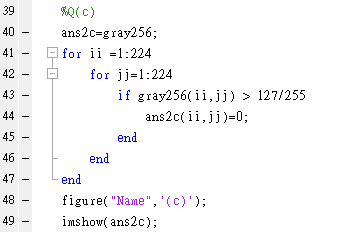 39 %Q(c)
40 - ans2c=gray256;
41 - for ii =1:224
42 - for jj=1:224
43 - if gray256(ii,jj) > 127/255
44 - ans2c(ii,jj)=0;
45 - end
46 - end
47 - end
48 - figure("Name",'(c)');
49 - imshow(ans2c);